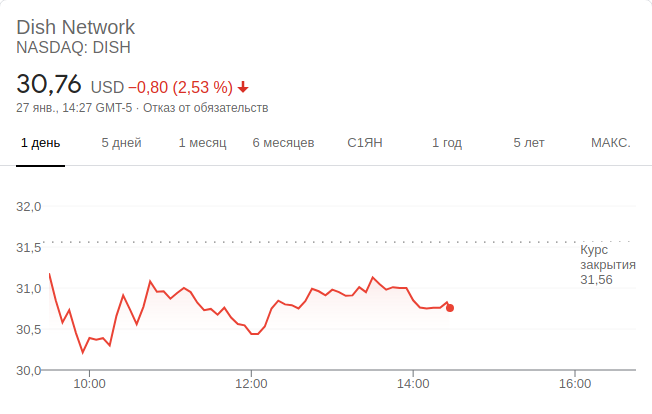 Dish Network
NASDAQ: DISH
30,76 USD −0,80 (2,53 %)
27 янв., 14:27 GMT-5 · Отказ от обязательств
1 день 5 дней 1 месяц 6 месяцев С1ЯН 1 год 5 лет МАКС.
32,0
31,5
Курс
закрытия
31,56
31,0
30,5
30,0
10:00 12:00 14:00 16:00